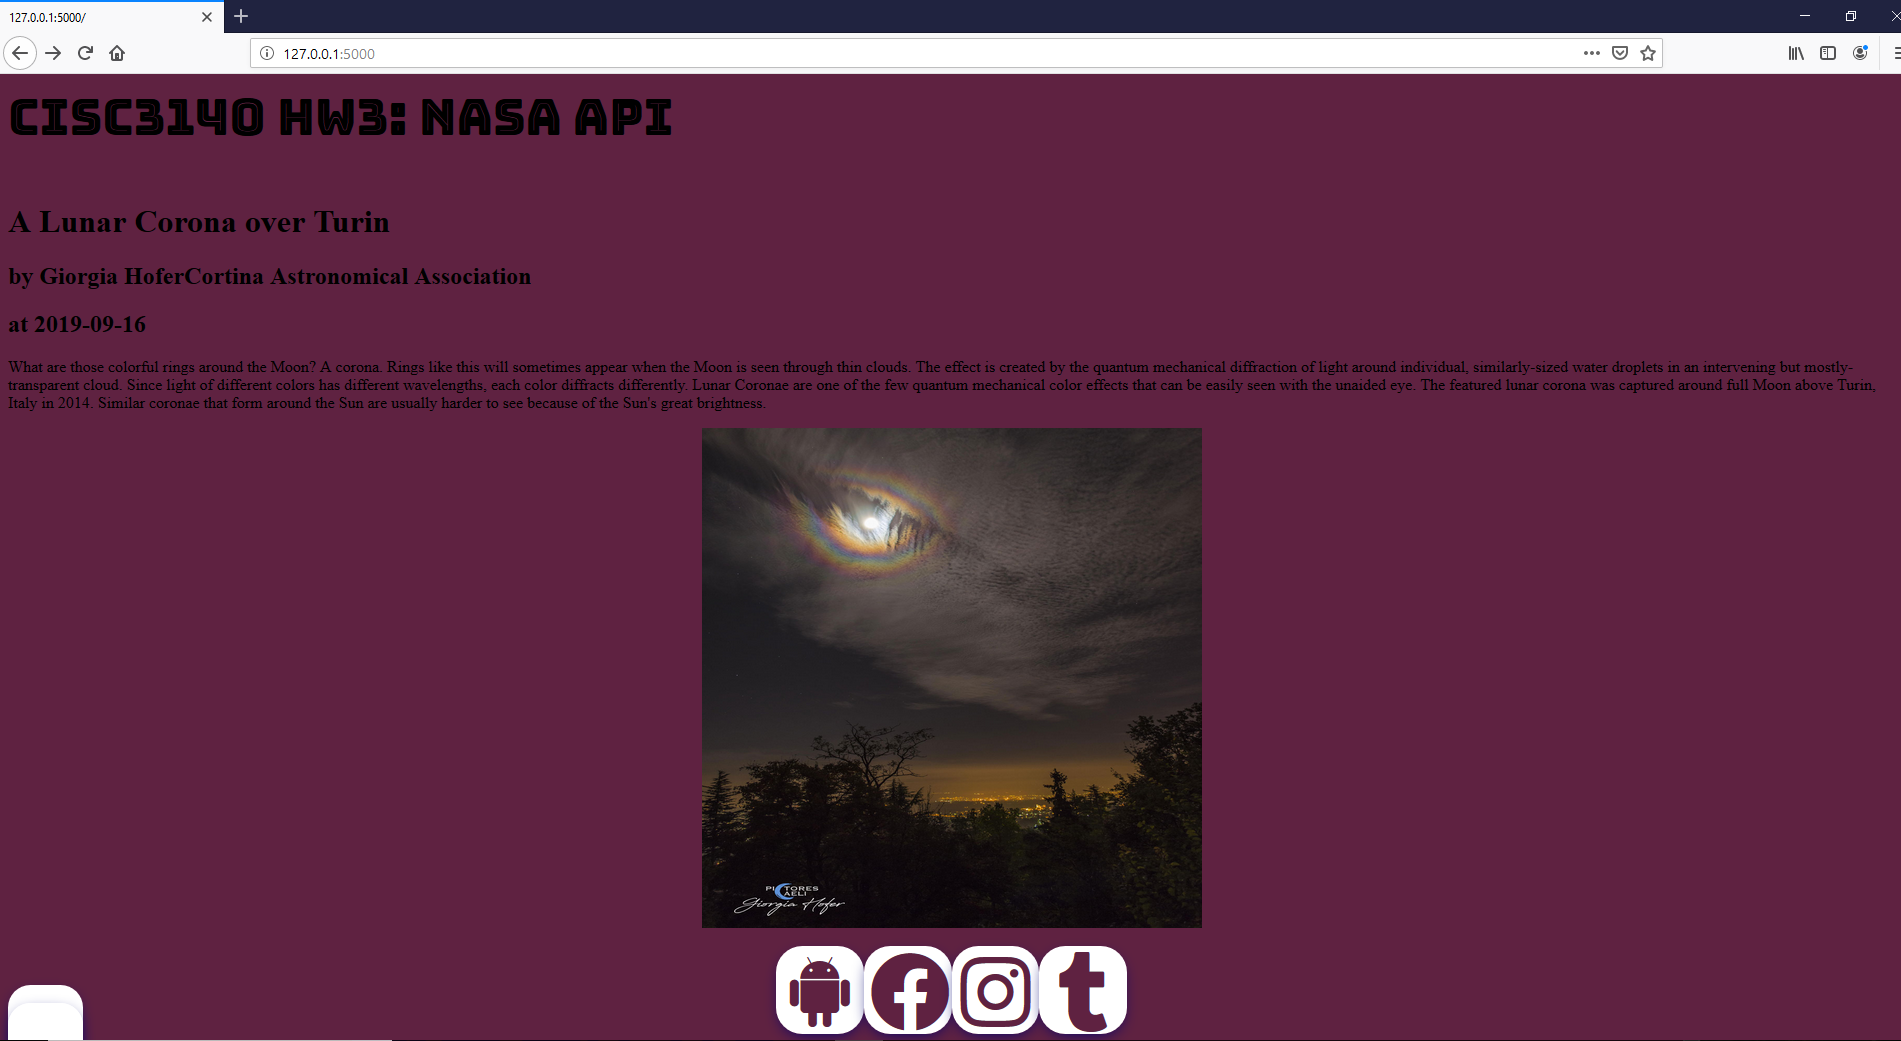 127.0.0.1:5000/
127.0.0.1:5000
CISC3140 HW3: NASA API
A Lunar Corona over Turin
by Giorgia HoferCortina Astronomical Association
at 2019-09-16
What are those colorful rings around the Moon? A corona. Rings like this will sometimes appear when the Moon is seen through thin clouds. The effect is created by the quantum mechanical diffraction of light around individual, similarly-sized water droplets in an intervening but mostly-
transparent cloud. Since light of different colors has different wavelengths, each color diffracts differently. Lunar Coronae are one of the few quantum mechanical color effects that can be easily seen with the unaided eye. The featured lunar corona was captured around full Moon above Turin,
Italy in 2014. Similar coronae that form around the Sun are usually harder to see because of the Sun's great brightness.
PICTORES
CAELI
Giorgia Hofer